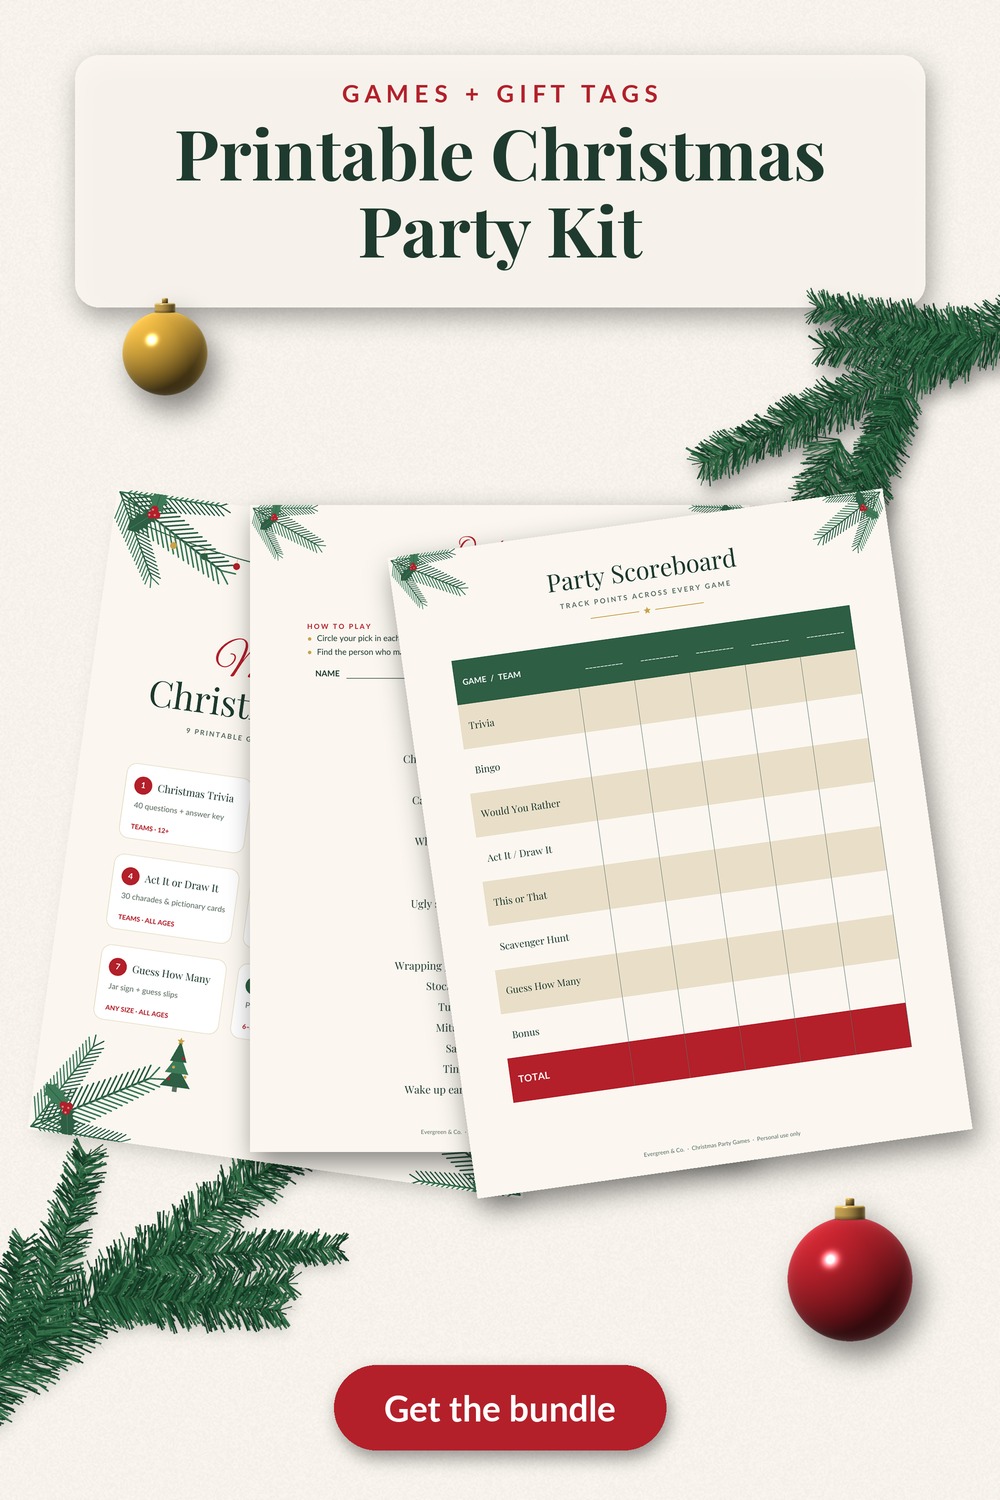 GAMES + GIFT TAGS
Printable Christmas
Party Kit
Christ
9 PRINTABLE
1 Christmas Trivia
40 questions + answer key
TEAMS · 12+
4 Act It or Draw It
30 charades & pictionary cards
TEAMS · ALL AGES
7 Guess How Many
Jar sign + guess slips
ANY SIZE · ALL AGES
HOW TO PLAY
Circle your pick in each
Find the person who
NAME
Ugly
Wrapping
Wake up
Evergreen & Co. ·
Party Scoreboard
TRACK POINTS ACROSS EVERY GAME
GAME / TEAM
Trivia
Bingo
Would You Rather
Act It / Draw It
This or That
Scavenger Hunt
Guess How Many
Bonus
TOTAL
Evergreen & Co. · Christmas Party Games · Personal use only
Get the bundle